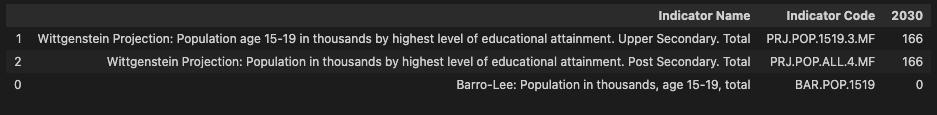 Indicator Name Indicator Code 2030
1 Wittgenstein Projection: Population age 15-19 in thousands by highest level of educational attainment. Upper Secondary. Total PRJ.POP.1519.3.MF 166
2 Wittgenstein Projection: Population in thousands by highest level of educational attainment. Post Secondary. Total PRJ.POP.ALL.4.MF 166
0 Barro-Lee: Population in thousands, age 15-19, total BAR.POP.1519 0